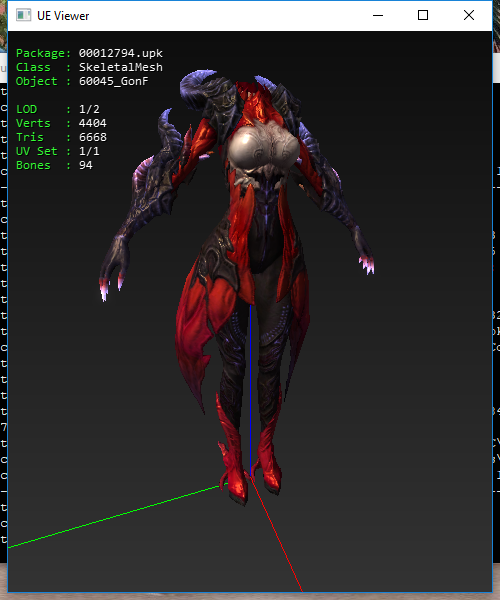 UE Viewer
Package: 00012794.upk
Class  : SkeletalMesh
Object : 60045_GonF
LOD    : 1/2
Verts  : 4404
Tris   : 6668
UV Set : 1/1
Bones  : 94